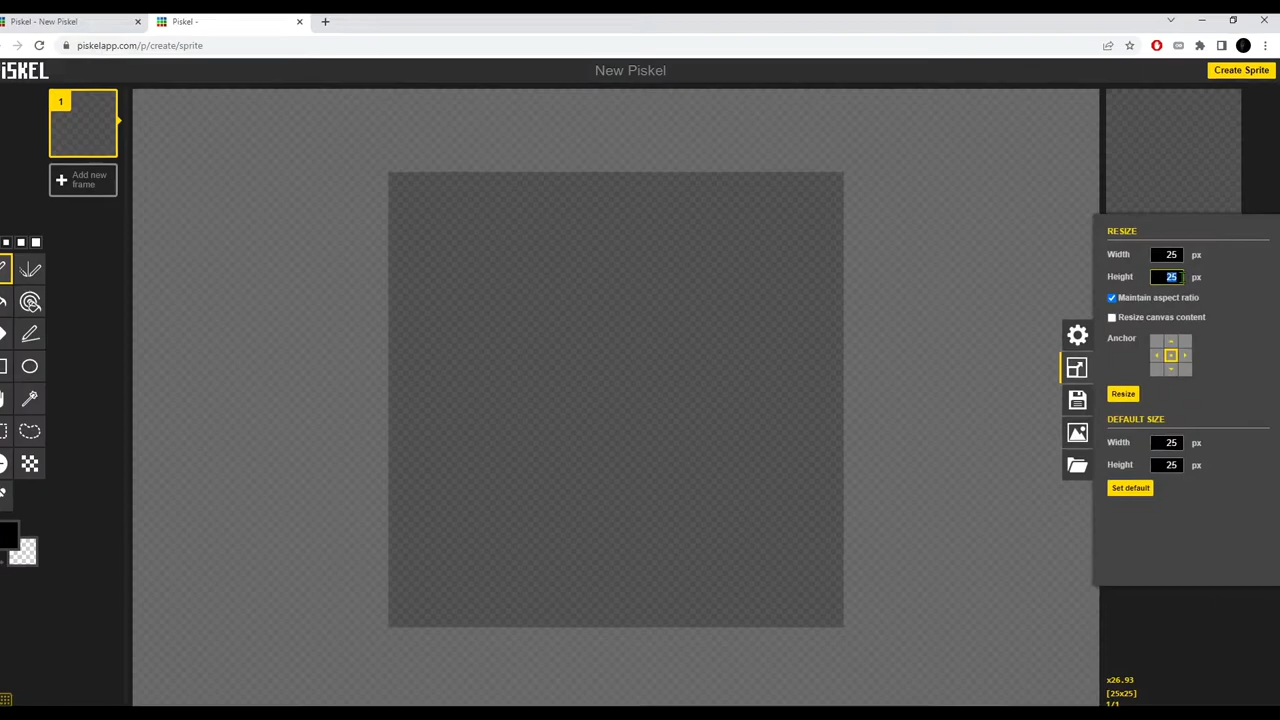 Piskel - New Piskel
Piskel -
piskelapp.com/p/create/sprite
iSKEL
New Piskel
Create Sprite
1
Add new
frame
RESIZE
Width 25 px
Height 25 px
Maintain aspect ratio
Resize canvas content
Anchor
Resize
DEFAULT SIZE
Width 25 px
Height 25 px
Set default
x26.93
[25x25]
1/1